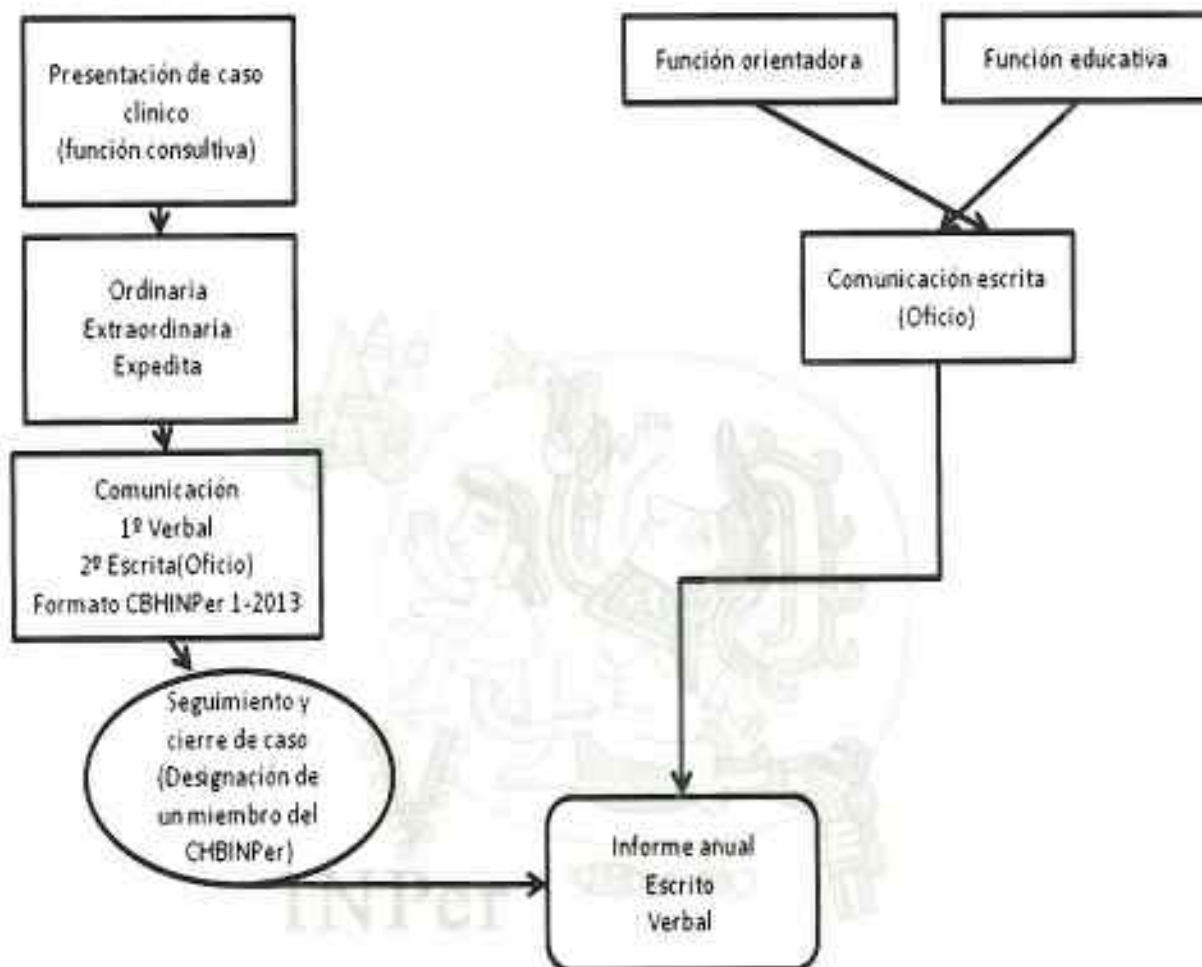 Presentación de caso
clínico
(función consultiva)
Función orientadora
Función educativa
Ordinaria
Extraordinaria
Expedita
Comunicación escrita
(Oficio)
Comunicación
1º Verbal
2º Escrita(Oficio)
Formato CBHINPer 1-2013
Seguimiento y
cierre de caso
(Designación de
un miembro del
CHBINPer)
Informe anual
Escrito
Verbal
INPer